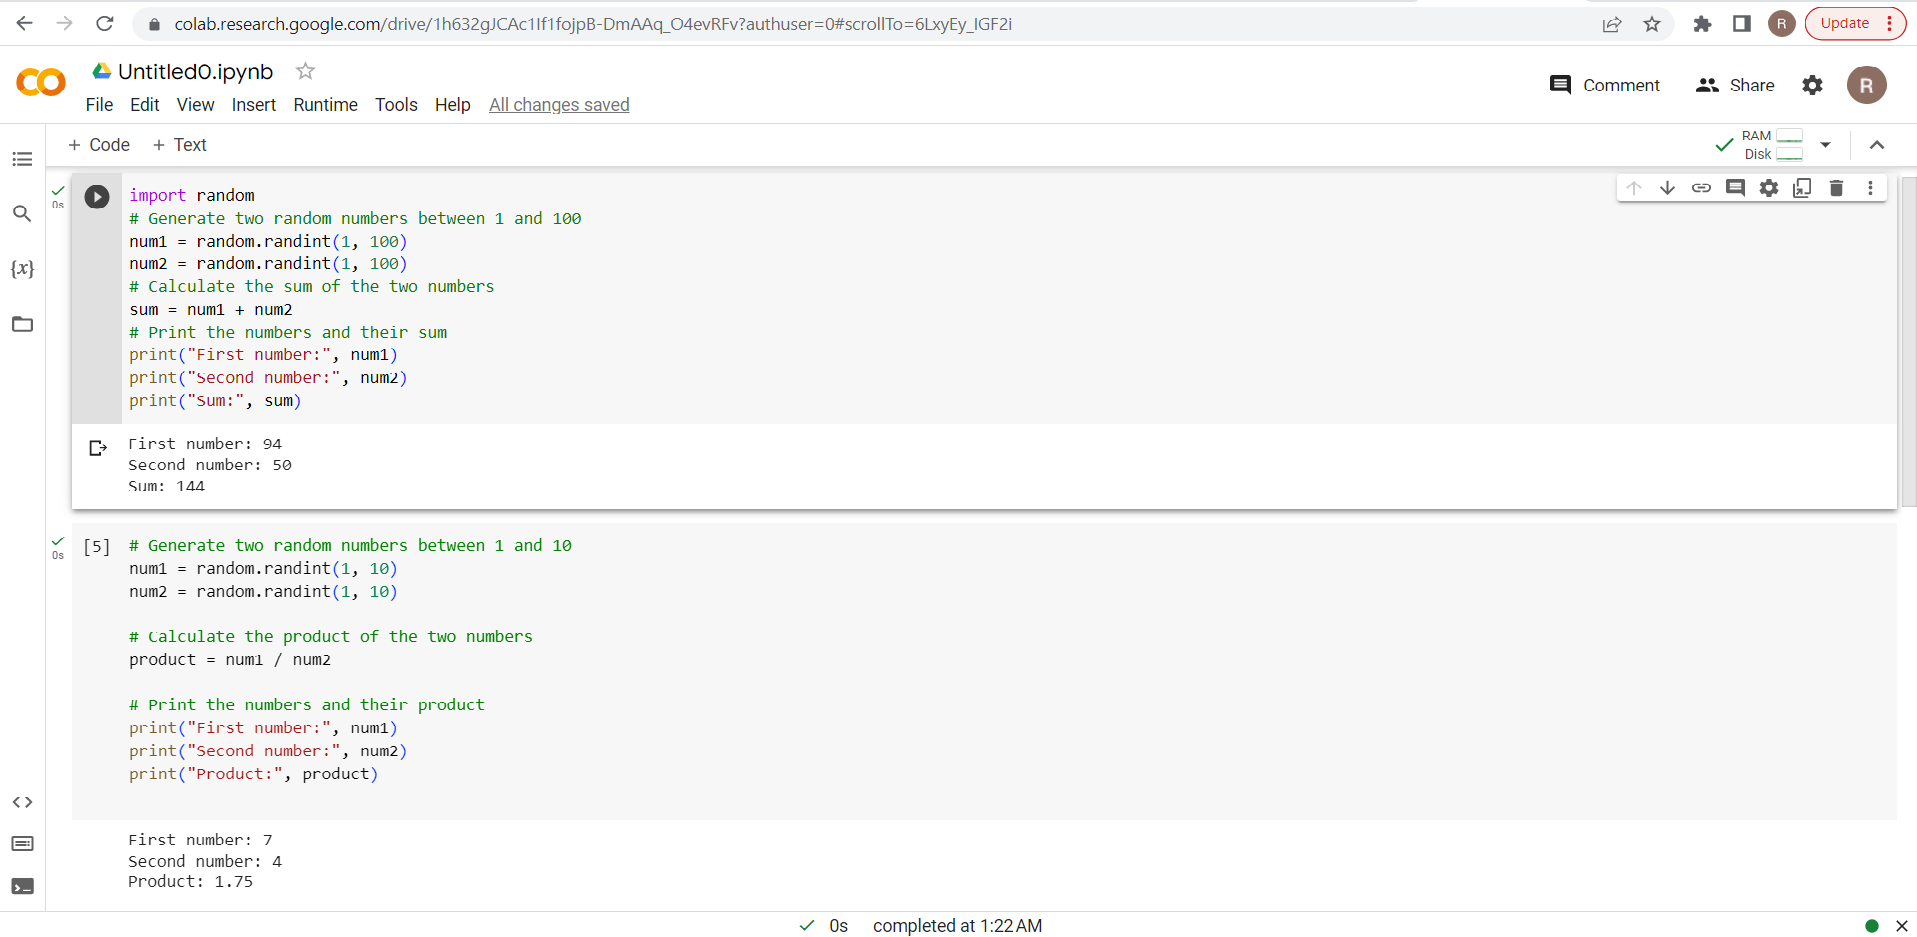 colab.research.google.com/drive/1h632gJCAc1If1fojpB-DmAAq_O4evRFv?authuser=0#scrollTo=6LxyEy_IGF2i
R
Update
Untitled0.ipynb
File Edit View Insert Runtime Tools Help All changes saved
Comment
Share
R
+ Code + Text
RAM
Disk
{x}
0s
import random
# Generate two random numbers between 1 and 100
num1 = random.randint(1, 100)
num2 = random.randint(1, 100)
# Calculate the sum of the two numbers
sum = num1 + num2
# Print the numbers and their sum
print("First number:", num1)
print("Second number:", num2)
print("Sum:", sum)
First number: 94
Second number: 50
Sum: 144
0s
[5]
# Generate two random numbers between 1 and 10
num1 = random.randint(1, 10)
num2 = random.randint(1, 10)
# Calculate the product of the two numbers
product = num1 / num2
# Print the numbers and their product
print("First number:", num1)
print("Second number:", num2)
print("Product:", product)
First number: 7
Second number: 4
Product: 1.75
0s completed at 1:22 AM